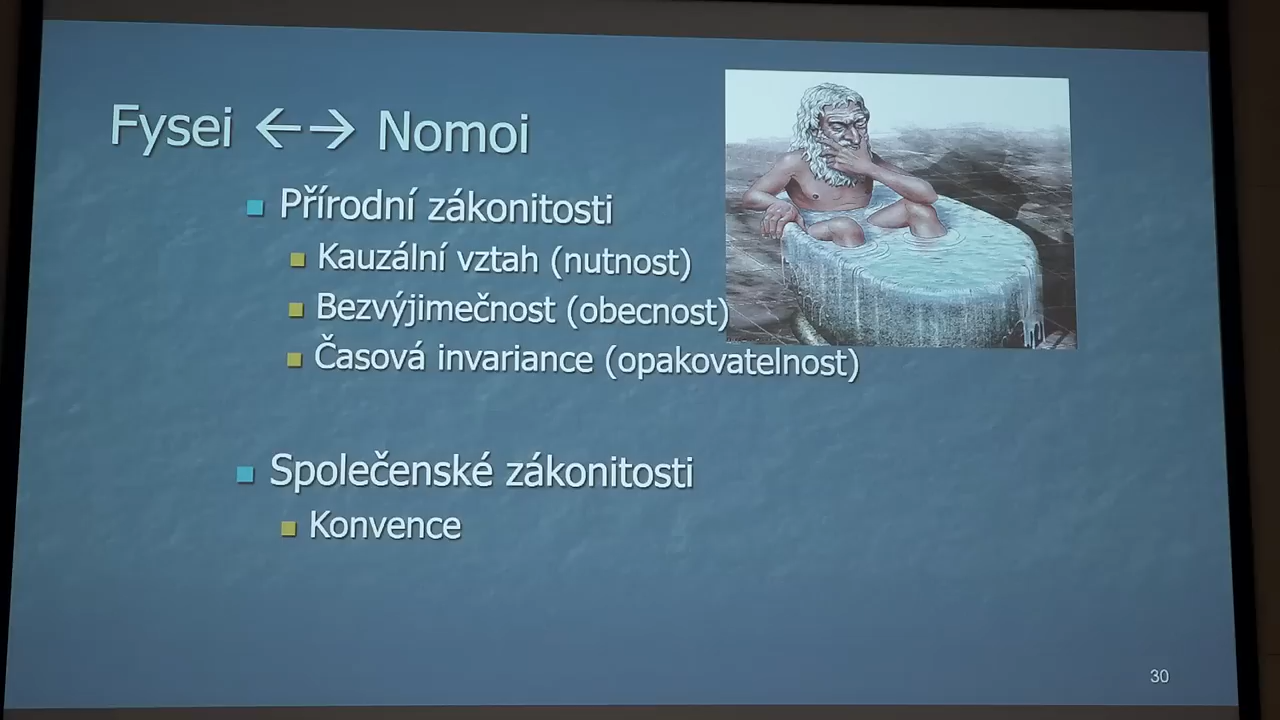 Fysei ←→ Nomoi
Přírodní zákonitosti
Kauzální vztah (nutnost)
Bezvýjimečnost (obecnost)
Časová invariance (opakovatelnost)
Společenské zákonitosti
Konvence
30